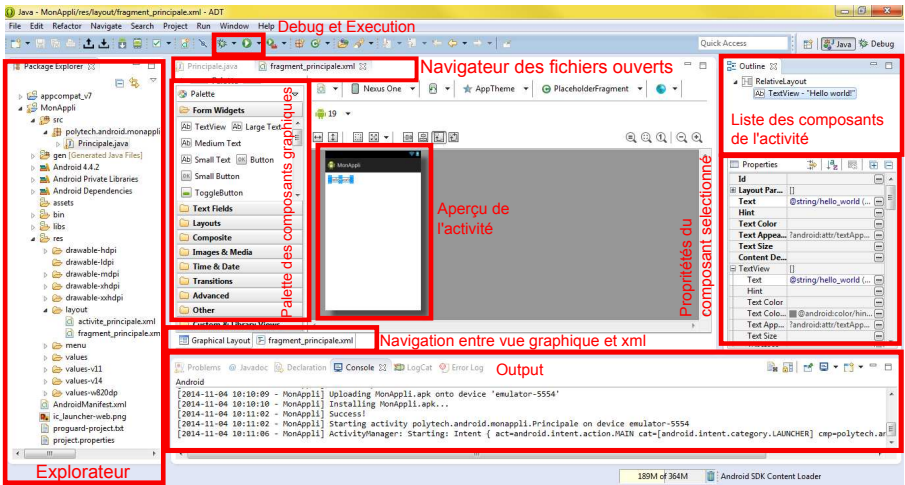 Java - MonAppli/res/layout/fragment_principale.xml - ADT
File Edit Refactor Navigate Search Project Run Window Help
Debug et Execution
Quick Access
Java
Debug
Package Explorer
appcompat_v7
MonAppli
src
polytech.android.monappli
Principale.java
gen [Generated Java Files]
Android 4.4.2
Android Private Libraries
Android Dependencies
assets
bin
libs
res
drawable-hdpi
drawable-ldpi
drawable-mdpi
drawable-xhdpi
drawable-xxhdpi
layout
activite_principale.xml
fragment_principale.xm
menu
values
values-v11
values-v14
values-w820dp
AndroidManifest.xml
ic_launcher-web.png
proguard-project.txt
project.properties
Explorateur
Principale.java
fragment_principale.xml
Navigateur des fichiers ouverts
Palette
Palette
Form Widgets
TextView
Large Text
Medium Text
Small Text
Button
Small Button
ToggleButton
Text Fields
Layouts
Composite
Images & Media
Time & Date
Transitions
Advanced
Other
Custom & Library Views
Palette des composants graphiques
Nexus One
AppTheme
PlaceholderFragment
19
MonAppli
Aperçu de
l'activité
Propritétés du
composant selectionné
Graphical Layout
fragment_principale.xml
Navigation entre vue graphique et xml
Outline
RelativeLayout
Ab TextView - "Hello world!"
Liste des composants
de l'activité
Properties
Id
Layout Par... []
Text @string/hello_world (...
Hint
Text Color
Text Appea... ?android:attr/textApp...
Text Size
Content De...
TextView []
Text @string/hello_world (...
Hint
Text Color
Text Colo... @android:color/hin...
Text App... ?android:attr/textApp...
Text Size
Problems @ Javadoc Declaration Console LogCat Error Log
Output
Android
[2014-11-04 10:10:09 - MonAppli] Uploading MonAppli.apk onto device 'emulator-5554'
[2014-11-04 10:10:10 - MonAppli] Installing MonAppli.apk...
[2014-11-04 10:11:02 - MonAppli] Success!
[2014-11-04 10:11:02 - MonAppli] Starting activity polytech.android.monappli.Principale on device emulator-5554
[2014-11-04 10:11:06 - MonAppli] ActivityManager: Starting: Intent { act=android.intent.action.MAIN cat=[android.intent.category.LAUNCHER] cmp=polytech.an
189M of 364M
Android SDK Content Loader